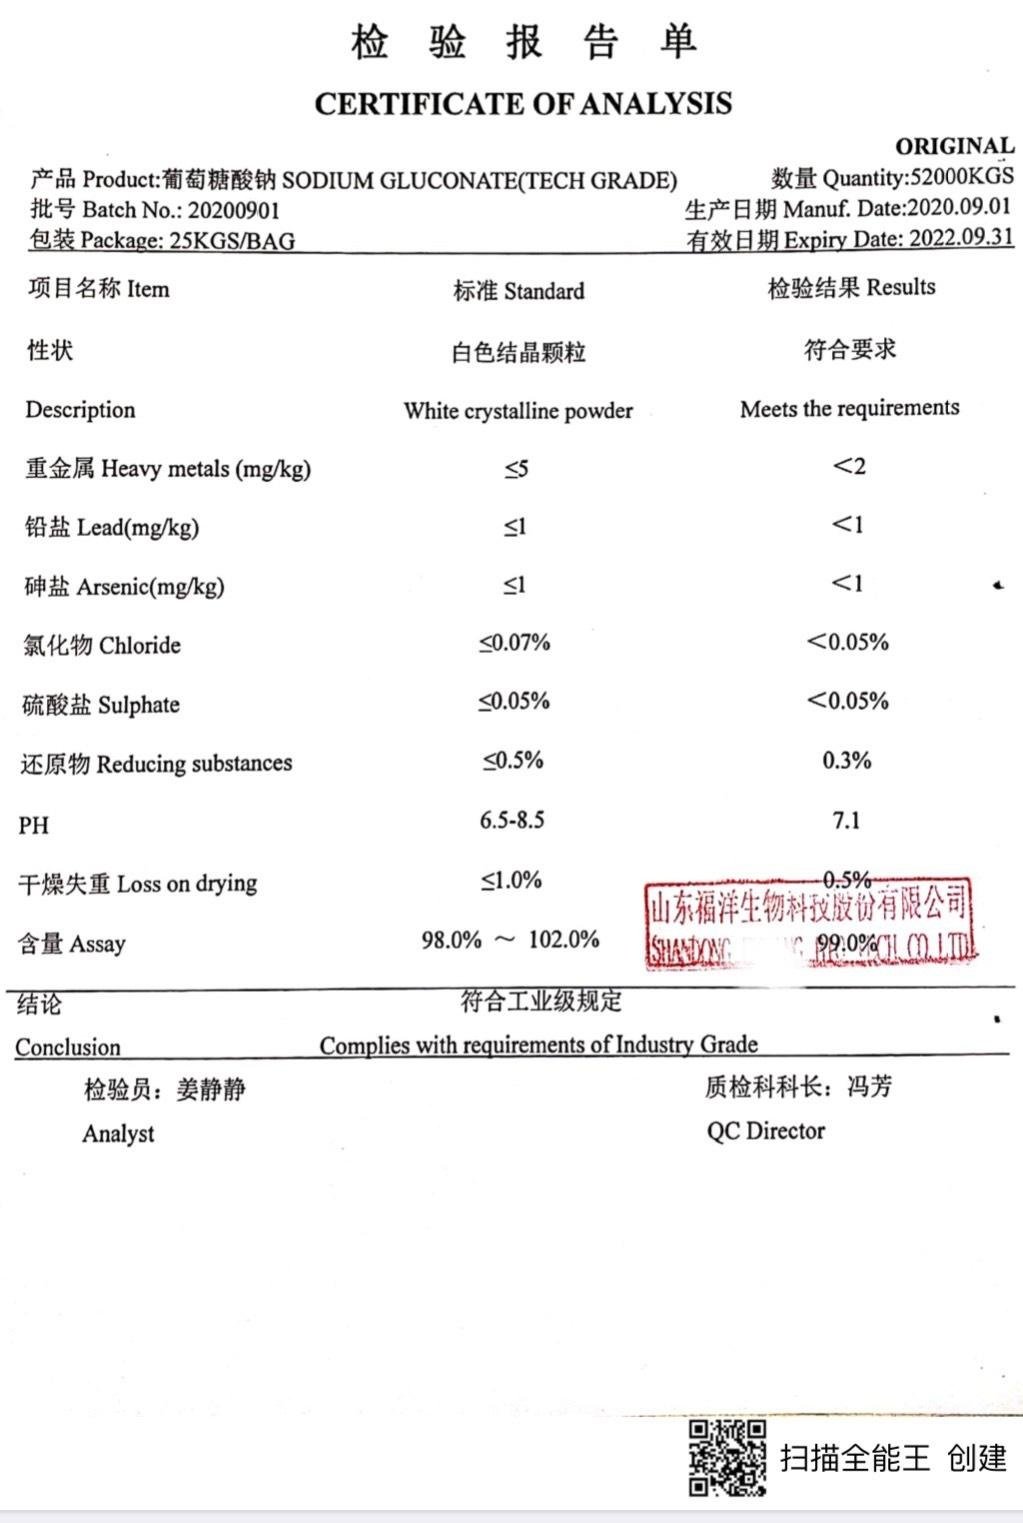 检验报告单
CERTIFICATE OF ANALYSIS
ORIGINAL
产品 Product:葡萄糖酸钠 SODIUM GLUCONATE(TECH GRADE) 数量 Quantity:52000KGS
批号 Batch No.: 20200901 生产日期 Manuf. Date:2020.09.01
包装 Package: 25KGS/BAG 有效日期 Expiry Date: 2022.09.31
项目名称 Item 标准 Standard 检验结果 Results
性状 白色结晶颗粒 符合要求
Description White crystalline powder Meets the requirements
重金属 Heavy metals (mg/kg) ≤5 <2
铅盐 Lead(mg/kg) ≤1 <1
砷盐 Arsenic(mg/kg) ≤1 <1
氯化物 Chloride ≤0.07% <0.05%
硫酸盐 Sulphate ≤0.05% <0.05%
还原物 Reducing substances ≤0.5% 0.3%
PH 6.5-8.5 7.1
干燥失重 Loss on drying ≤1.0% 0.5%
山东福洋生物科技股份有限公司
含量 Assay 98.0% ～ 102.0% 99.0%
SHANDONG CO.LTD
结论 符合工业级规定
Conclusion Complies with requirements of Industry Grade
检验员：姜静静 质检科科长：冯芳
Analyst QC Director
扫描全能王 创建